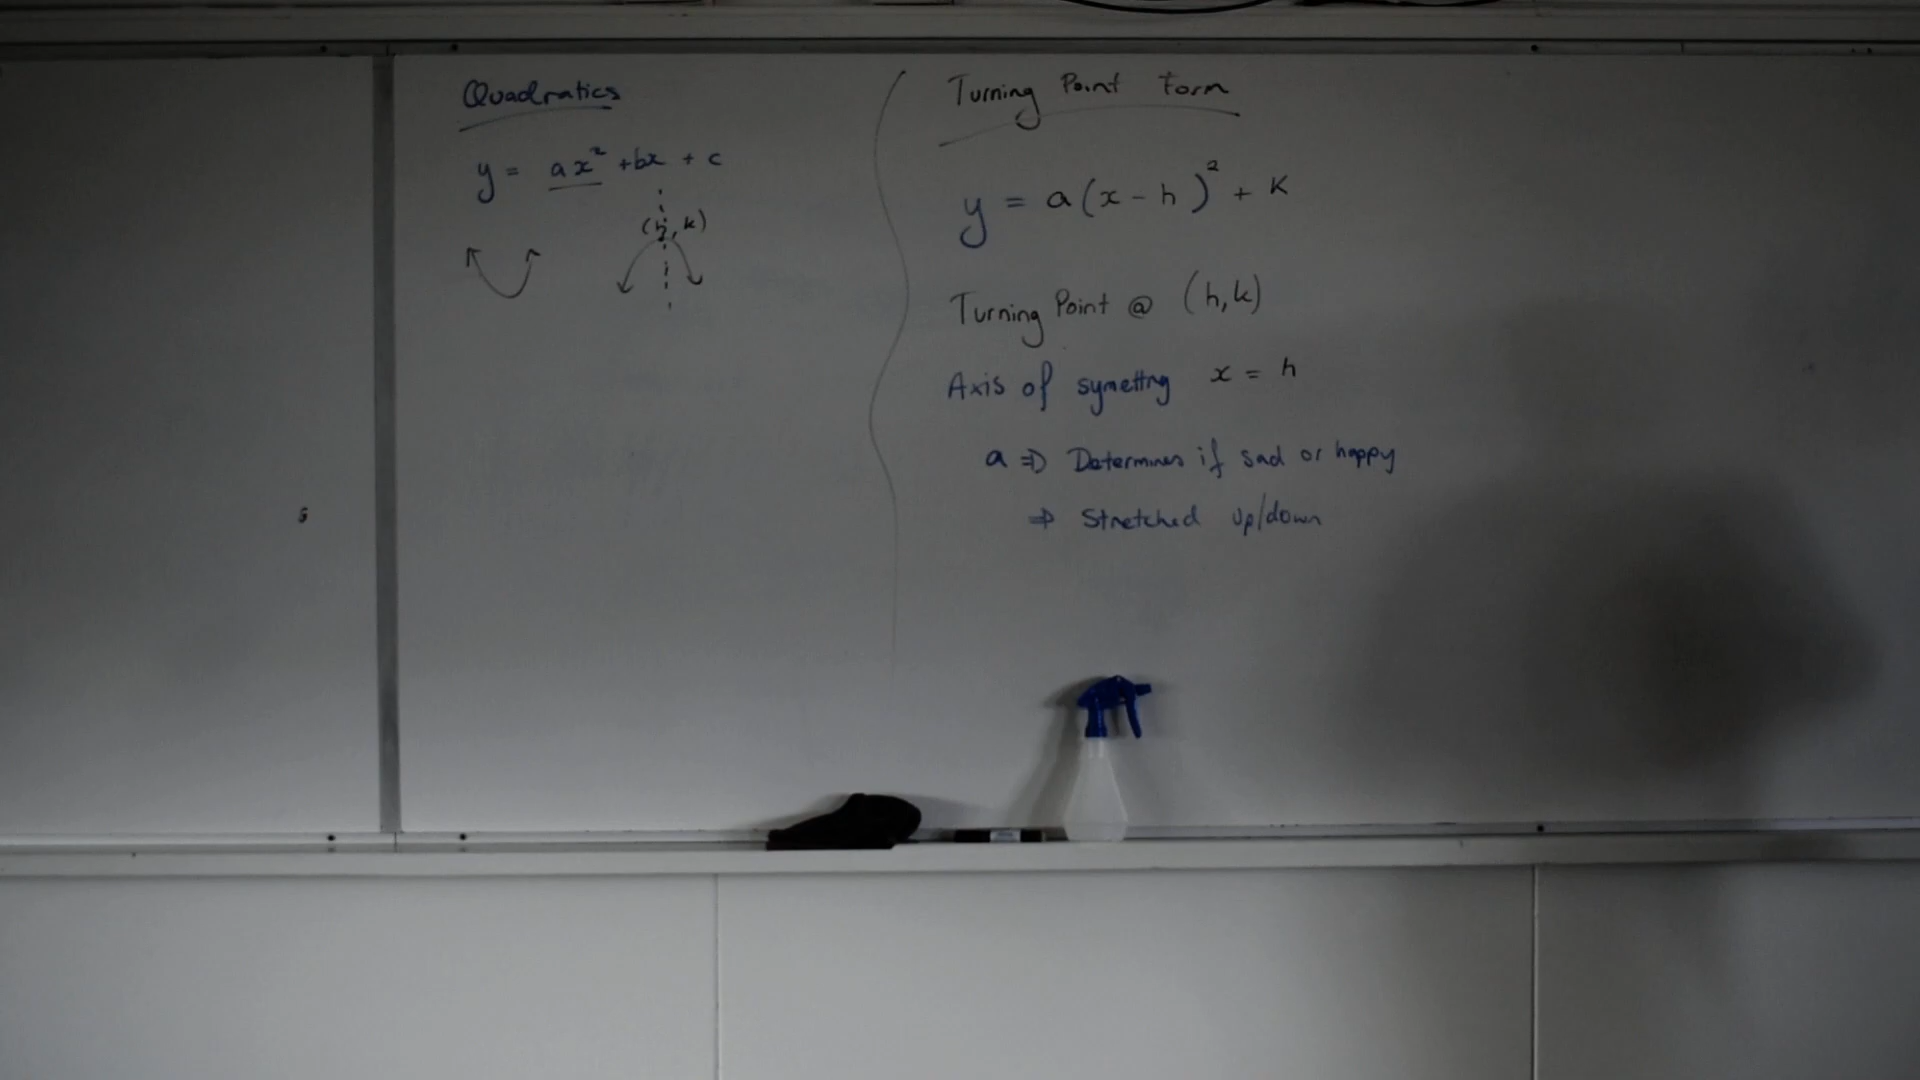 Quadratics
y = ax² + bx + c
(h, k)
Turning Point Form
y = a(x - h)² + k
Turning Point @ (h, k)
Axis of symettry x = h
a ⇒ Determines if sad or happy
⇒ Stretched up/down